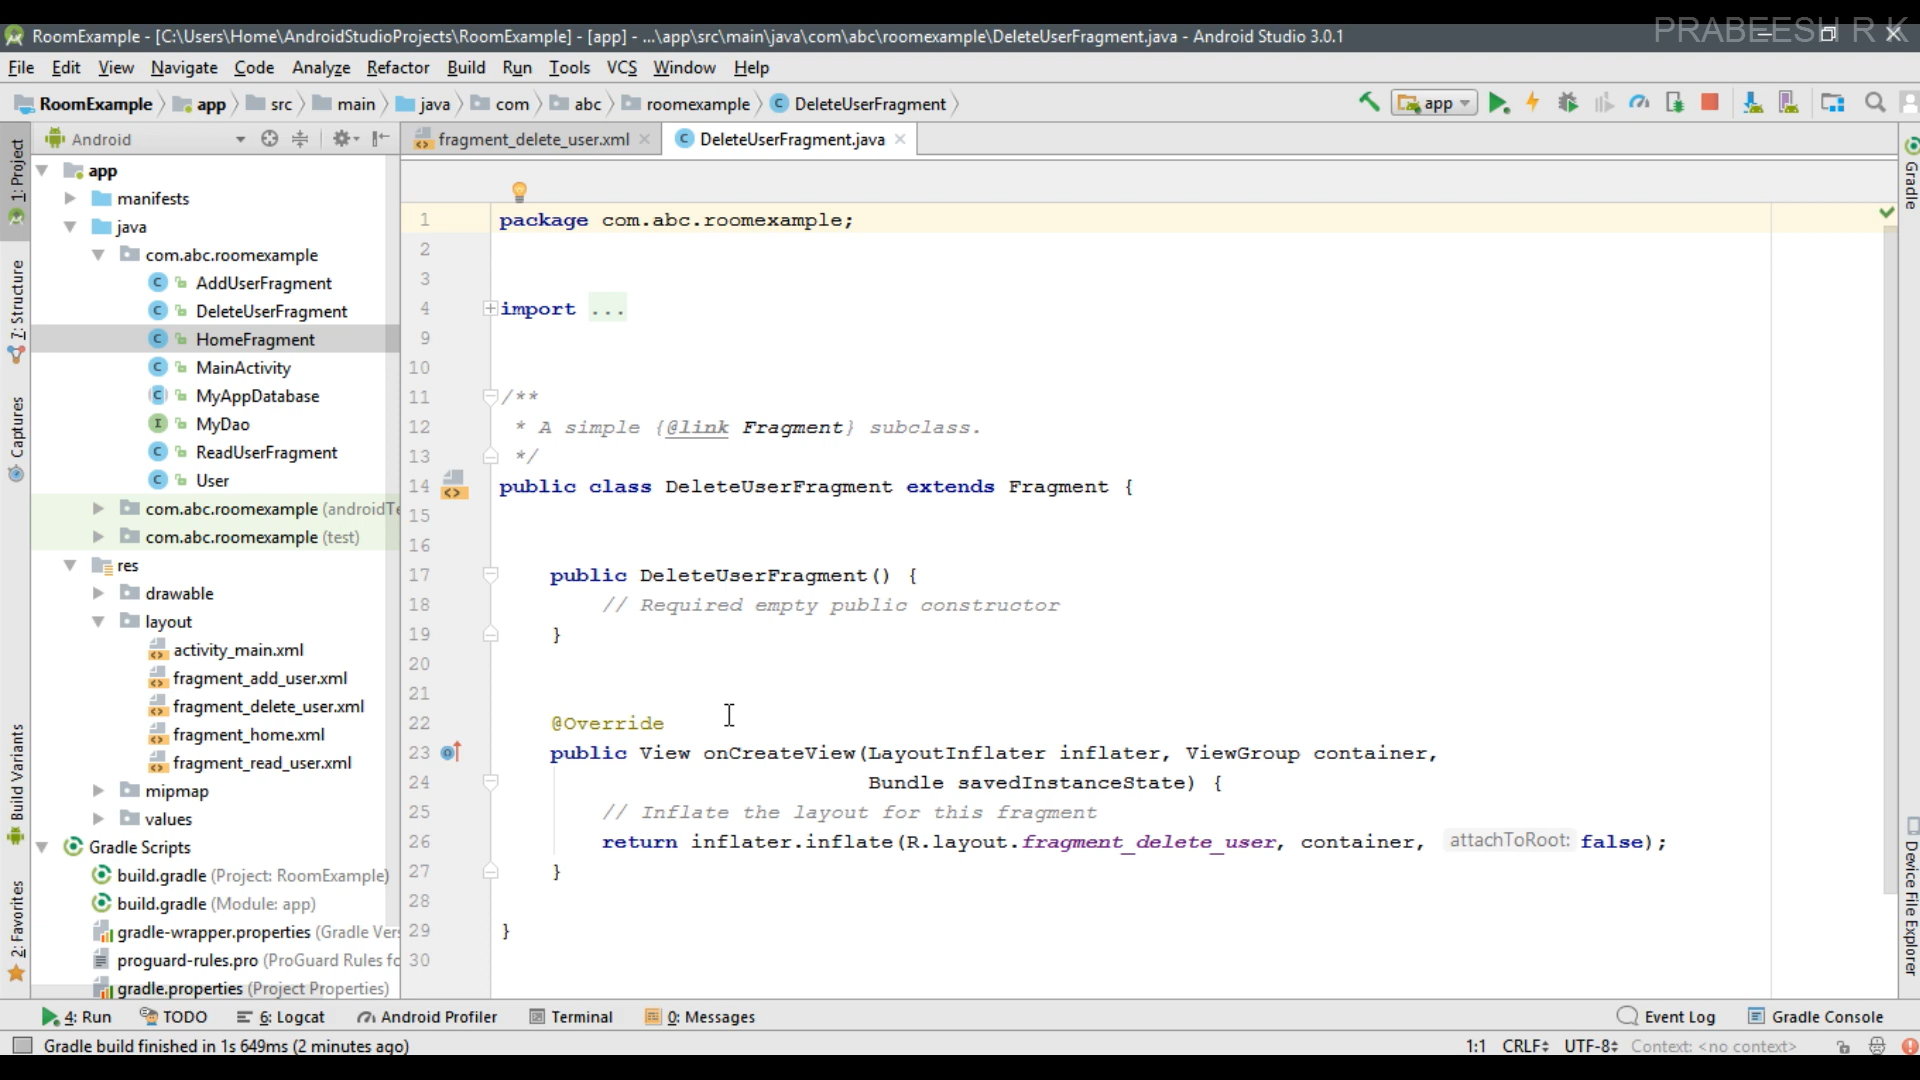 PRABEESH R K
RoomExample - [C:\Users\Home\AndroidStudioProjects\RoomExample] - [app] - ...\app\src\main\java\com\abc\roomexample\DeleteUserFragment.java - Android Studio 3.0.1
File Edit View Navigate Code Analyze Refactor Build Run Tools VCS Window Help
RoomExample app src main java com abc roomexample DeleteUserFragment app
Android
fragment_delete_user.xml DeleteUserFragment.java
1: Project
7: Structure
Captures
Build Variants
2: Favorites
app
manifests
java
com.abc.roomexample
AddUserFragment
DeleteUserFragment
HomeFragment
MainActivity
MyAppDatabase
MyDao
ReadUserFragment
User
com.abc.roomexample (androidTe
com.abc.roomexample (test)
res
drawable
layout
activity_main.xml
fragment_add_user.xml
fragment_delete_user.xml
fragment_home.xml
fragment_read_user.xml
mipmap
values
Gradle Scripts
build.gradle (Project: RoomExample)
build.gradle (Module: app)
gradle-wrapper.properties (Gradle Vers
proguard-rules.pro (ProGuard Rules fo
gradle.properties (Project Properties)
1 package com.abc.roomexample;
2
3
4 import ...
9
10
11 /**
12 * A simple {@link Fragment} subclass.
13 */
14 public class DeleteUserFragment extends Fragment {
15
16
17 public DeleteUserFragment() {
18 // Required empty public constructor
19 }
20
21
22 @Override
23 public View onCreateView(LayoutInflater inflater, ViewGroup container,
24 Bundle savedInstanceState) {
25 // Inflate the layout for this fragment
26 return inflater.inflate(R.layout.fragment_delete_user, container, attachToRoot: false);
27 }
28
29 }
30
Gradle
Device File Explorer
4: Run TODO 6: Logcat Android Profiler Terminal 0: Messages Event Log Gradle Console
Gradle build finished in 1s 649ms (2 minutes ago) 1:1 CRLF UTF-8 Context: <no context>